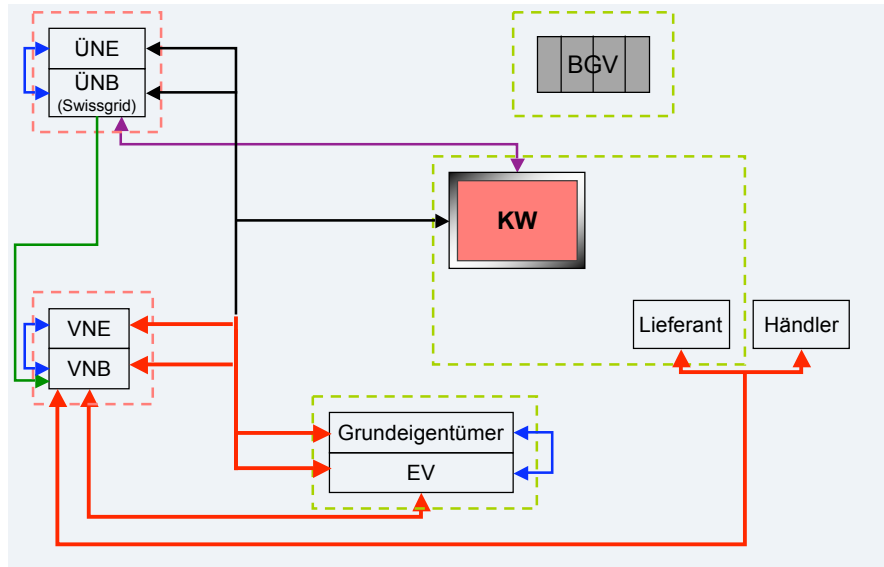 ÜNE
ÜNB
(Swissgrid)
BGV
KW
Lieferant
Händler
VNE
VNB
Grundeigentümer
EV